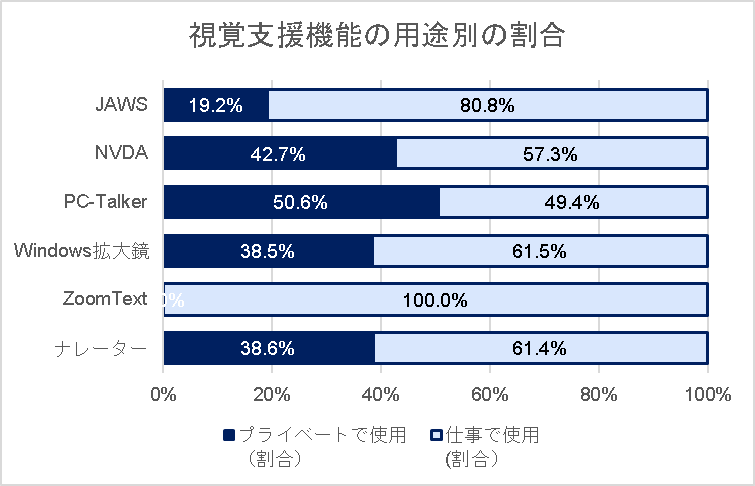 視覚支援機能の用途別の割合
JAWS 19.2% 80.8%
NVDA 42.7% 57.3%
PC-Talker 50.6% 49.4%
Windows拡大鏡 38.5% 61.5%
ZoomText 100.0%
ナレーター 38.6% 61.4%
0% 20% 40% 60% 80% 100%
プライベートで使用 仕事で使用
（割合） (割合）